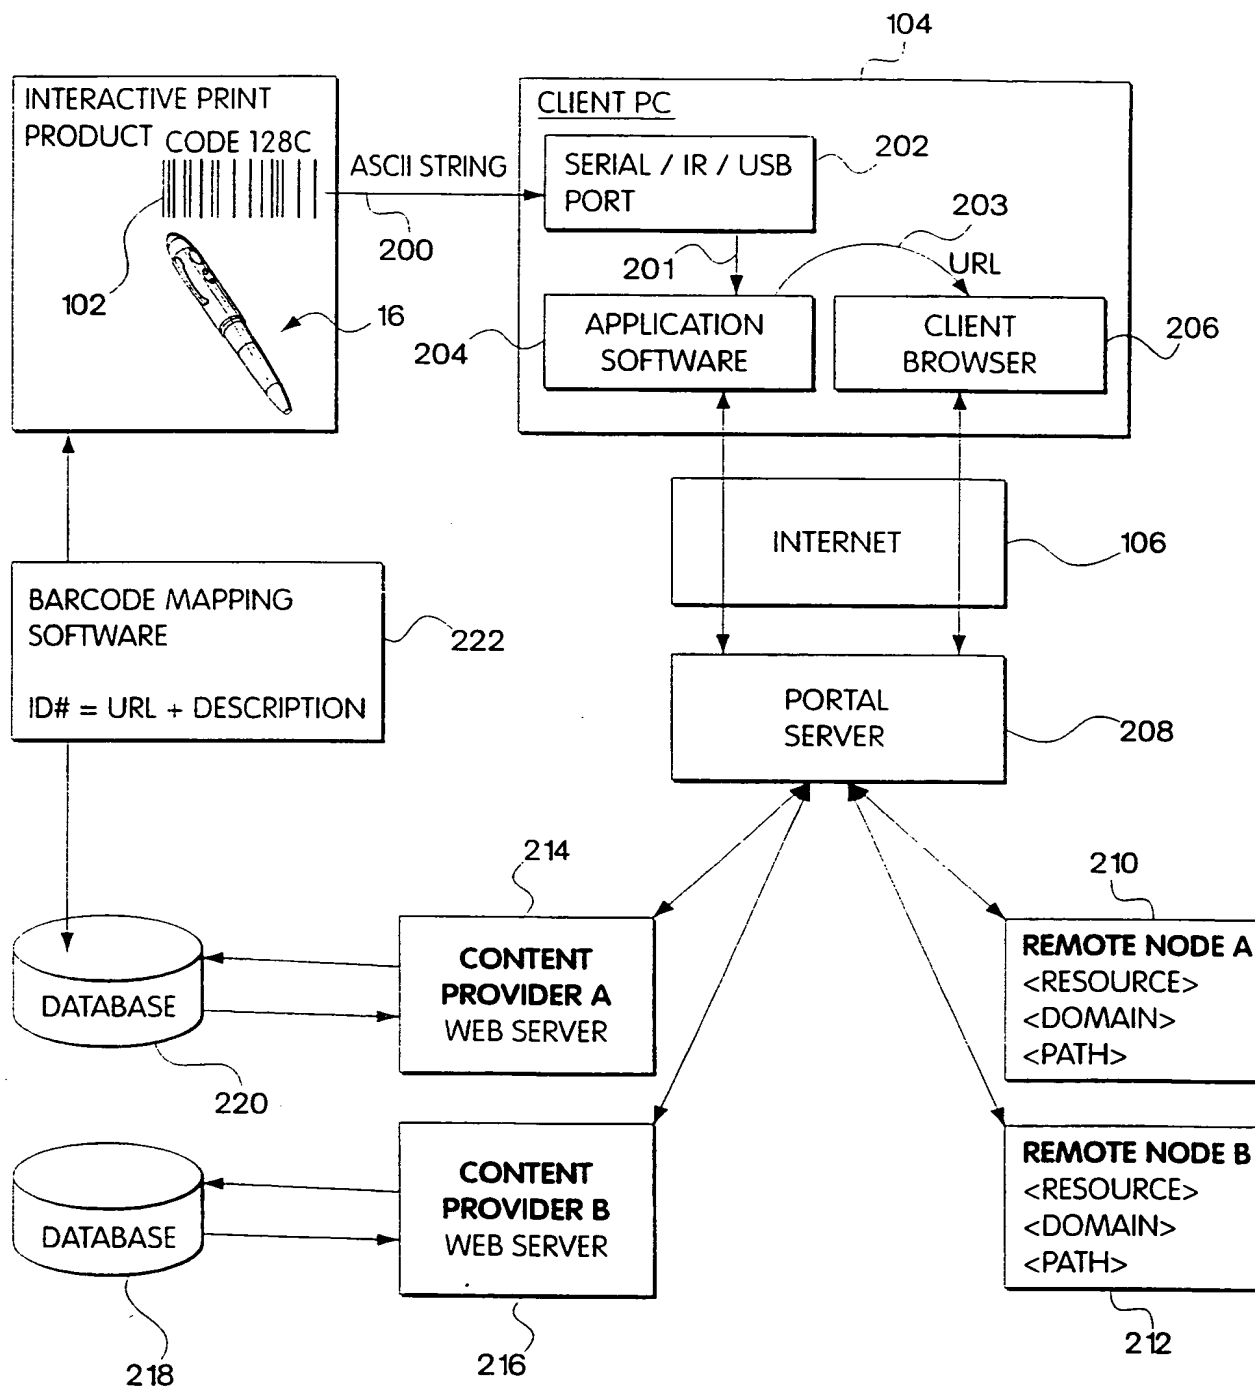 104
INTERACTIVE PRINT
PRODUCT
CODE 128C
102
16
ASCII STRING
200
CLIENT PC
SERIAL / IR / USB
PORT
202
201
203
URL
APPLICATION
SOFTWARE
204
CLIENT
BROWSER
206
INTERNET
106
BARCODE MAPPING
SOFTWARE
ID# = URL + DESCRIPTION
222
PORTAL
SERVER
208
214
210
DATABASE
220
CONTENT
PROVIDER A
WEB SERVER
REMOTE NODE A
<RESOURCE>
<DOMAIN>
<PATH>
DATABASE
218
CONTENT
PROVIDER B
WEB SERVER
216
REMOTE NODE B
<RESOURCE>
<DOMAIN>
<PATH>
212